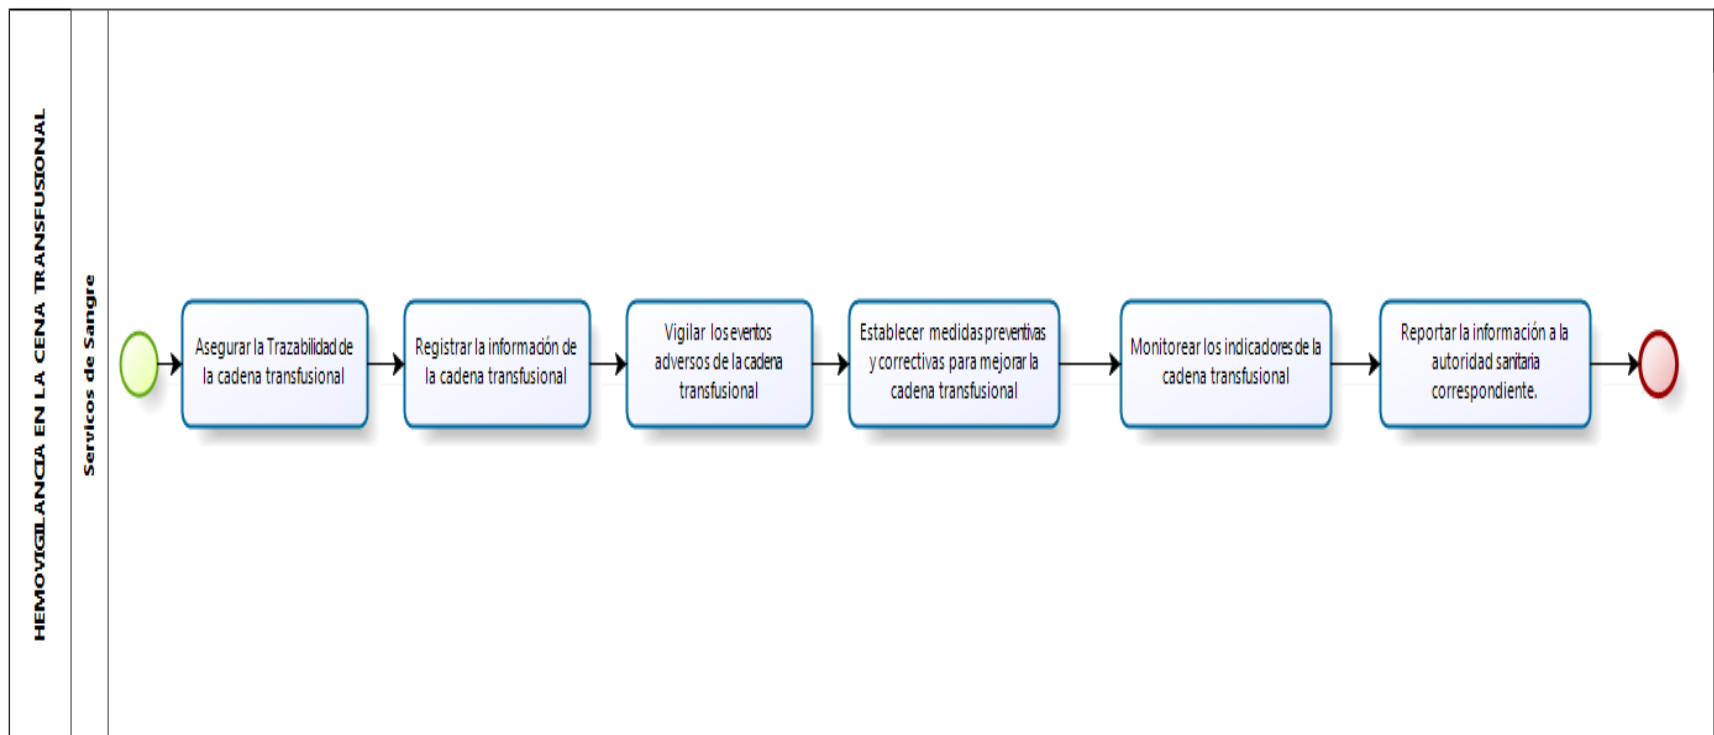 HEMOVIGILANCIA EN LA CENA TRANSFUSIONAL
Servicos de Sangre
Asegurar la Trazabilidad de
la cadena transfusional
Registrar la información de
la cadena transfusional
Vigilar los eventos
adversos de la cadena
transfusional
Establecer medidas preventivas
y correctivas para mejorar la
cadena transfusional
Monitorear los indicadores de la
cadena transfusional
Reportar la información a la
autoridad sanitaria
correspondiente.